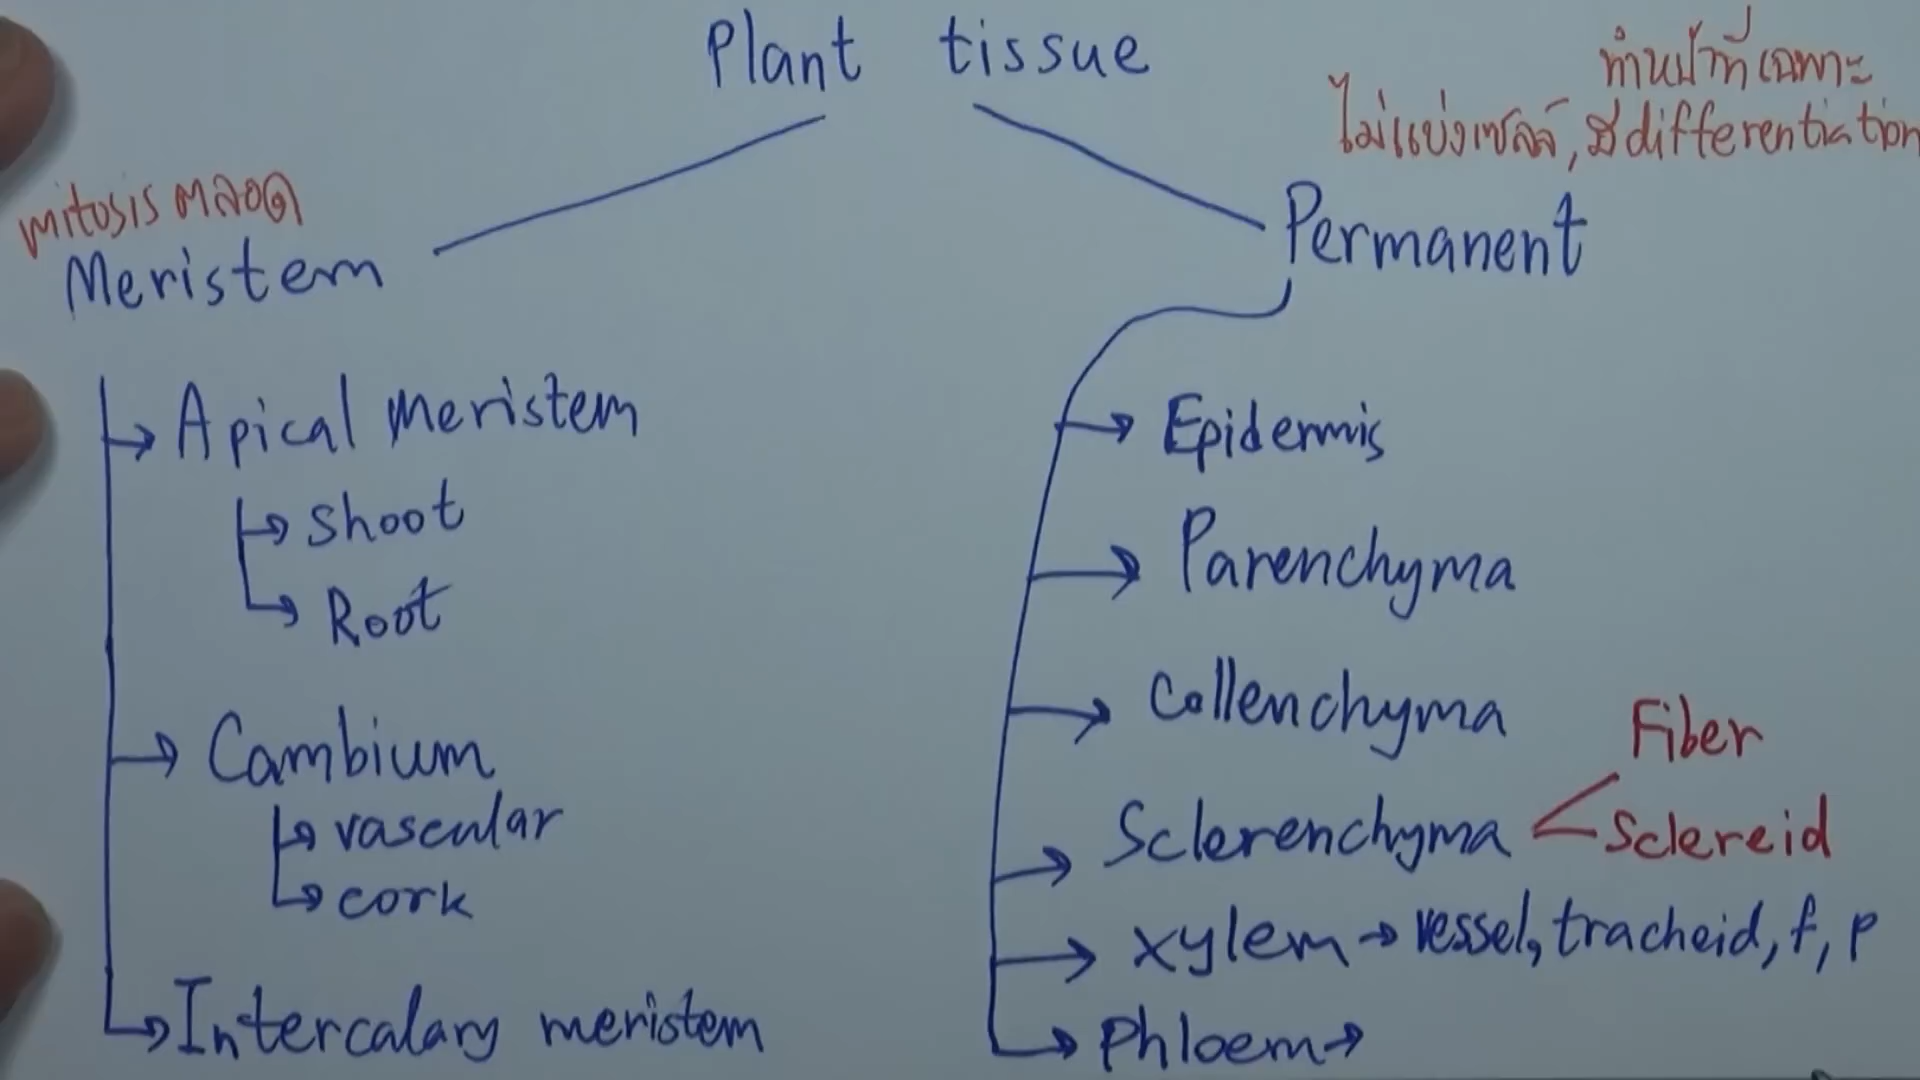 Plant tissue
ทำหน้าที่เฉพาะ
ไม่แบ่งเซลล์, มี differentiation
mitosis ตลอด
Meristem
Permanent
Apical meristem
Shoot
Root
Cambium
vascular
cork
Intercalary meristem
Epidermis
Parenchyma
Collenchyma
Sclerenchyma
Fiber
Sclereid
Xylem → vessel, tracheid, f, p
Phloem →